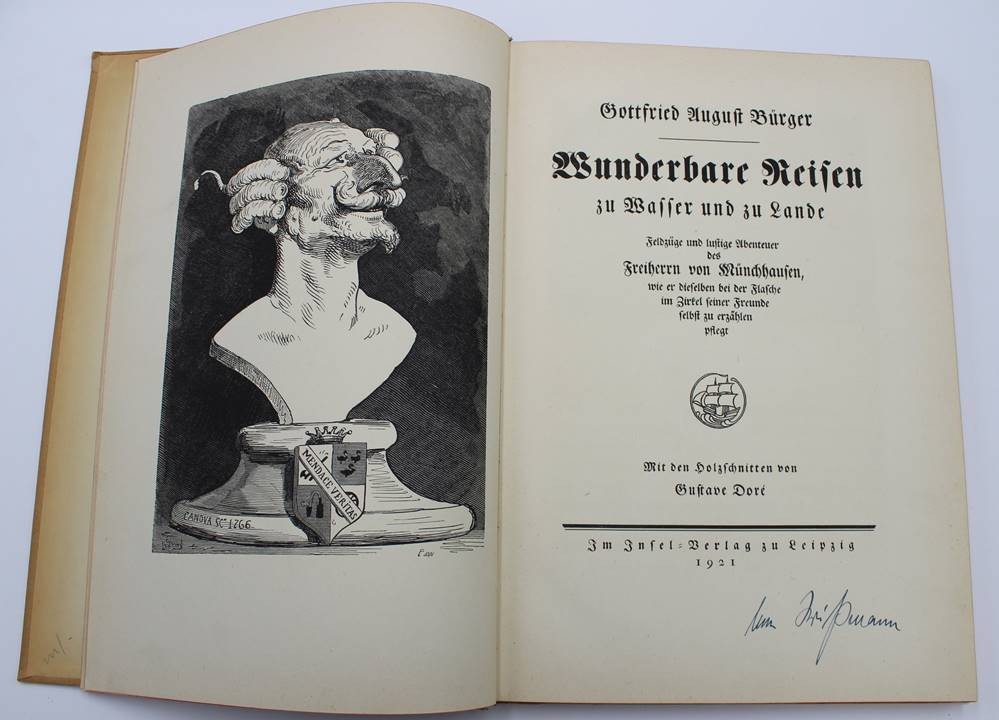 MENDACE VERITAS
CANOVA SCT 1766
Gottfried August Bürger
Wunderbare Reisen
zu Wasser und zu Lande
Feldzüge und lustige Abenteuer
des
Freiherrn von Münchhausen,
wie er dieselben bei der Flasche
im Zirkel seiner Freunde
selbst zu erzählen
pflegt
Mit den Holzschnitten von
Gustave Doré
Im Insel-Verlag zu Leipzig
1921